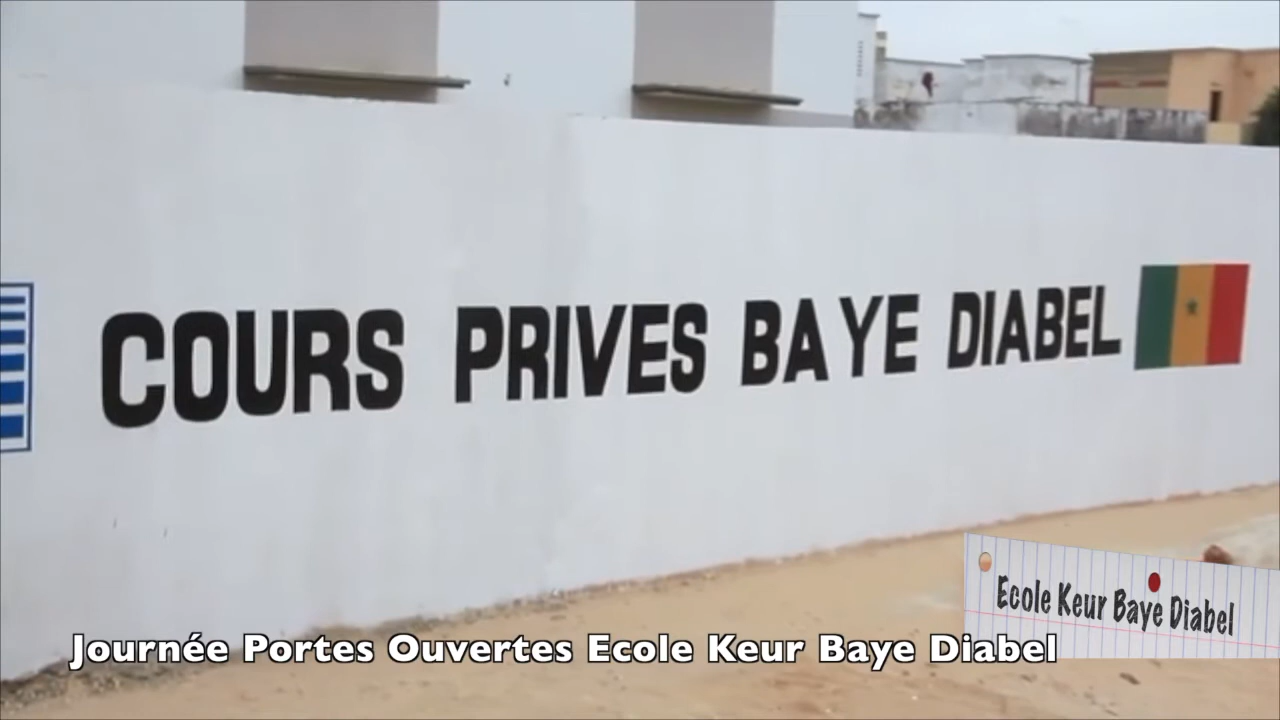 COURS PRIVES BAYE DIABEL
Ecole Keur Baye Diabel
Journée Portes Ouvertes Ecole Keur Baye Diabel